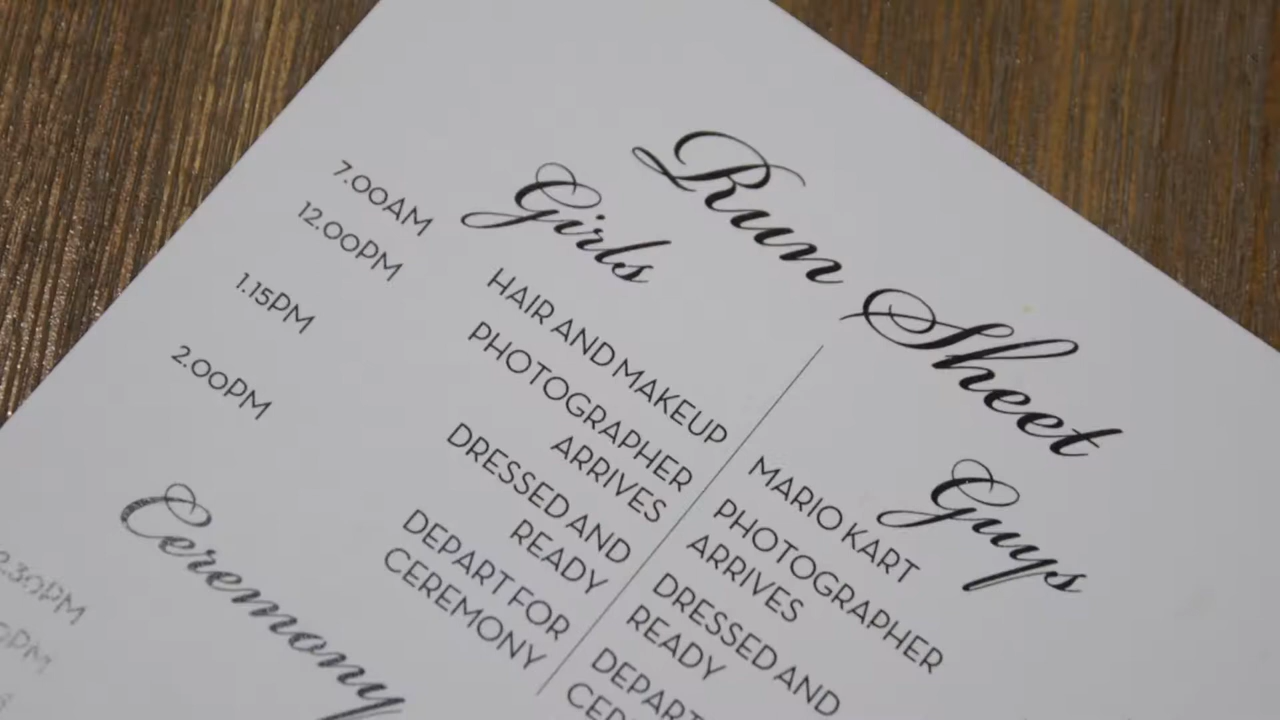 Run Sheet
Girls
Guys
7.00AM
HAIR AND MAKEUP
MARIO KART
12.00PM
PHOTOGRAPHER
ARRIVES
PHOTOGRAPHER
ARRIVES
1.15PM
DRESSED AND
READY
DRESSED AND
READY
2.00PM
DEPART FOR
CEREMONY
DEPART
Ceremony